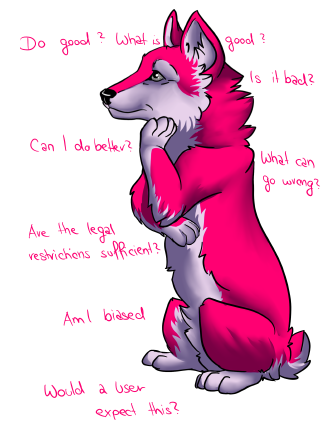 Do good? What is good?
Is it bad?
Can I do better?
What can
go wrong?
Are the legal
restrictions sufficient?
Am I biased
Would a user
expect this?